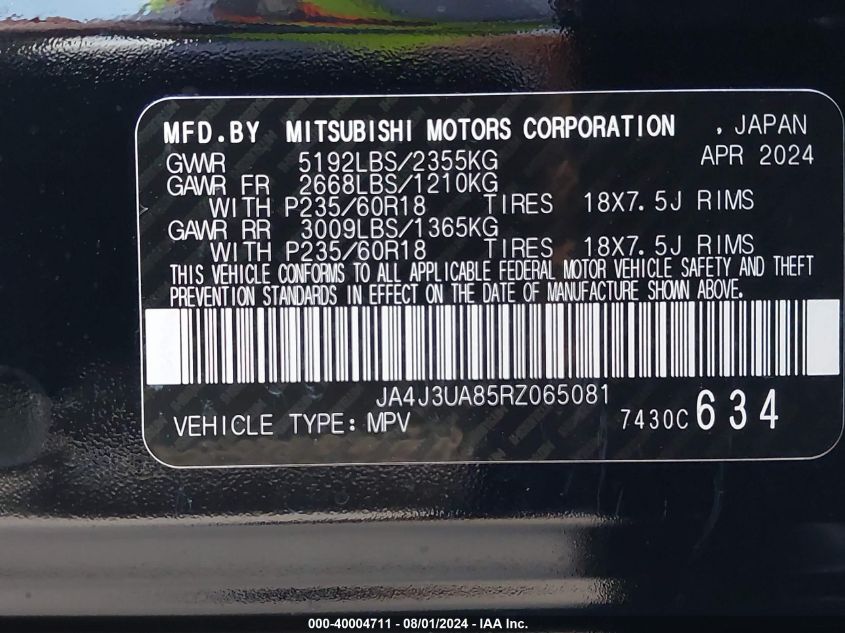 MFD.BY MITSUBISHI MOTORS CORPORATION , JAPAN
APR 2024
GVWR 5192LBS/2355KG
GAWR FR 2668LBS/1210KG
WITH P235/60R18 TIRES 18X7.5J RIMS
GAWR RR 3009LBS/1365KG
WITH P235/60R18 TIRES 18X7.5J RIMS
THIS VEHICLE CONFORMS TO ALL APPLICABLE FEDERAL MOTOR VEHICLE SAFETY AND THEFT
PREVENTION STANDARDS IN EFFECT ON THE DATE OF MANUFACTURE SHOWN ABOVE.
JA4J3UA85RZ065081
VEHICLE TYPE: MPV 7430C 634
000-40004711 - 08/01/2024 - IAA Inc.